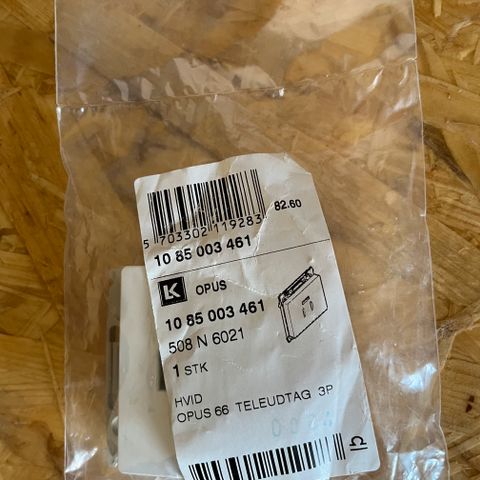 5 703302 119283
82.60
10 85 003 461
LK OPUS
10 85 003 461
508 N 6021
1 STK
HVID
OPUS 66 TELEUDTAG 3P